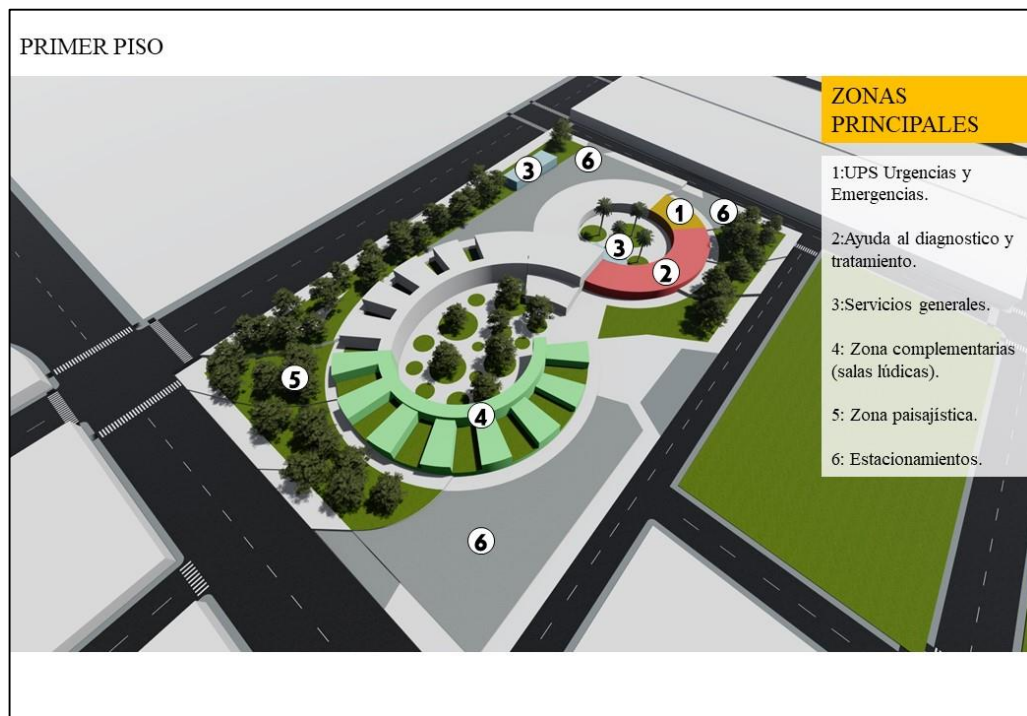 PRIMER PISO
ZONAS
PRINCIPALES
1:UPS Urgencias y
Emergencias.
2:Ayuda al diagnostico y
tratamiento.
3:Servicios generales.
4: Zona complementarias
(salas lúdicas).
5: Zona paisajística.
6: Estacionamientos.
3
6
1
6
3
2
5
4
6